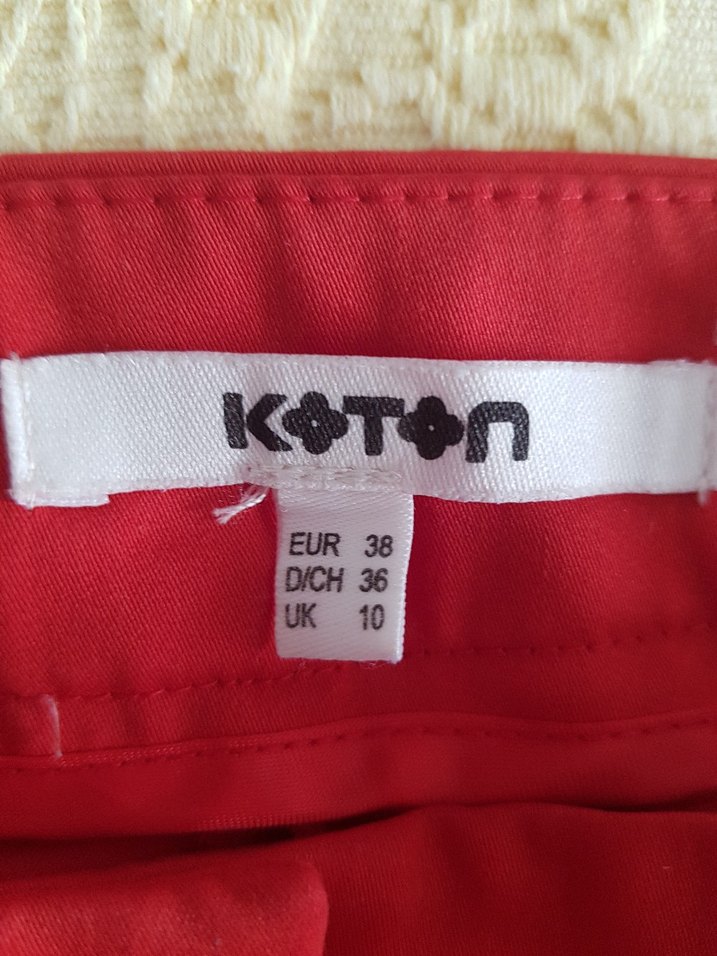 KOTON
EUR 38
D/CH 36
UK 10